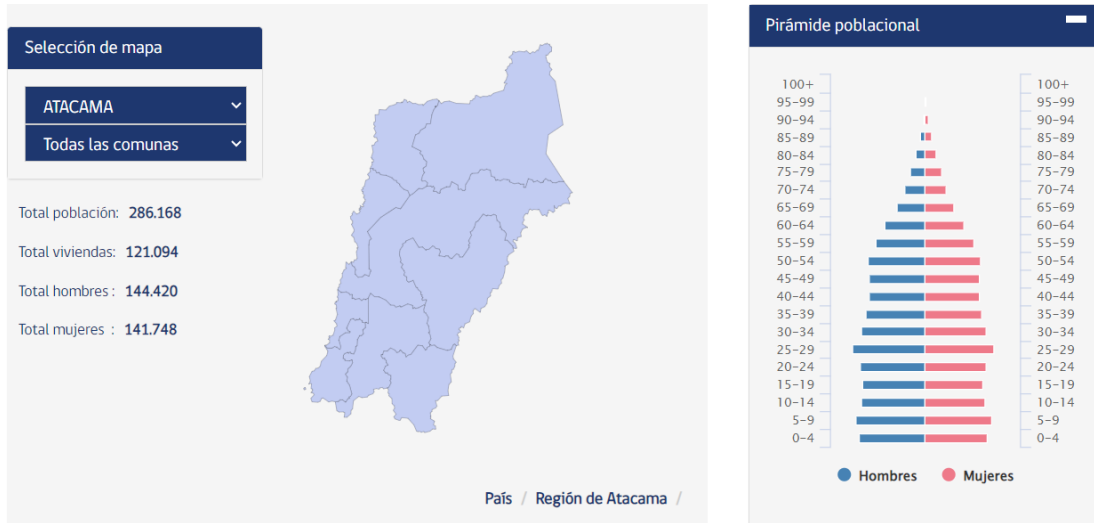 Selección de mapa
ATACAMA
Todas las comunas
Total población: 286.168
Total viviendas: 121.094
Total hombres : 144.420
Total mujeres : 141.748
País / Región de Atacama /
Pirámide poblacional
100+ 100+
95-99 95-99
90-94 90-94
85-89 85-89
80-84 80-84
75-79 75-79
70-74 70-74
65-69 65-69
60-64 60-64
55-59 55-59
50-54 50-54
45-49 45-49
40-44 40-44
35-39 35-39
30-34 30-34
25-29 25-29
20-24 20-24
15-19 15-19
10-14 10-14
5-9 5-9
0-4 0-4
Hombres Mujeres